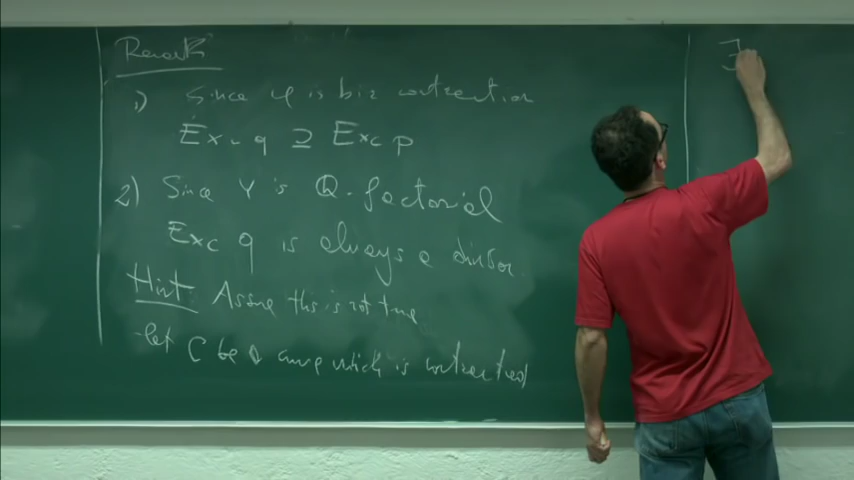 Remark
1) Since φ is bir contraction
Exc q ⊇ Exc p
2) Since Y is ℚ-factorial
Exc q is always a divisor.
Hint: Assume this is not true
-let C be a curve which is contracted
∃